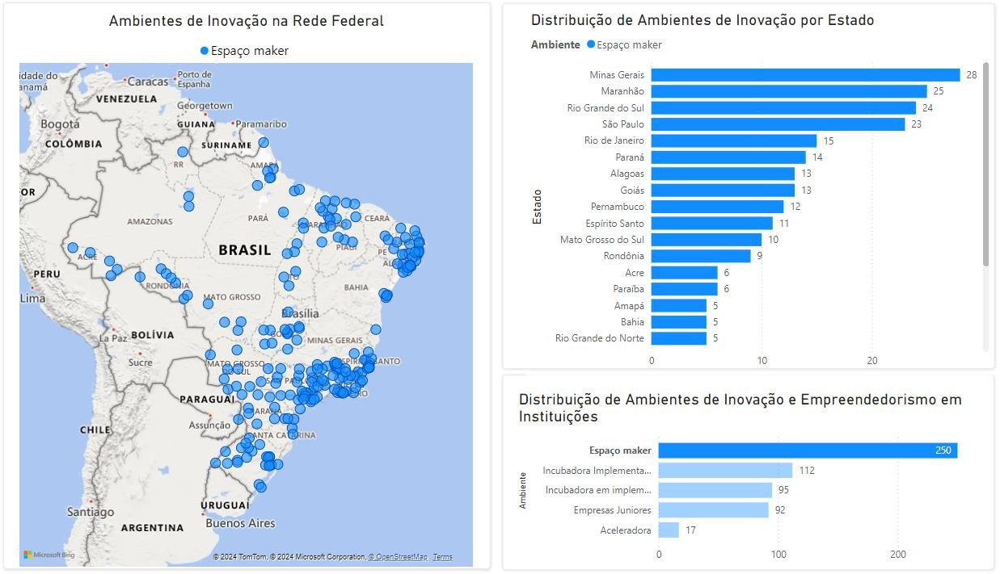 Ambientes de Inovação na Rede Federal
Espaço maker
idade do
anamá
Caracas
Porto de
Espanha
VENEZUELA
Georgetown
Bogotá
GUIANA
Paramaribo
COLÔMBIA
SURINAME
RR
OR
AMAZONAS
PARÁ
CEARÁ
BRASIL
PIAUÍ
PE
ACRE
PERU
TO
RONDÔNIA
BAHIA
Lima
MATO GROSSO
Brasília
La Paz
BOLÍVIA
MINAS GERAIS
Sucre
MATO GROSSO
DO SUL
PARAGUAI
PARANÁ
Assunção
CHILE
SANTA CATARINA
URUGUAI
Santiago
Buenos Aires
ARGENTINA
Microsoft Bing
© 2024 TomTom, © 2024 Microsoft Corporation, © OpenStreetMap Terms
Distribuição de Ambientes de Inovação por Estado
Ambiente Espaço maker
Estado
Minas Gerais 28
Maranhão 25
Rio Grande do Sul 24
São Paulo 23
Rio de Janeiro 15
Paraná 14
Alagoas 13
Goiás 13
Pernambuco 12
Espírito Santo 11
Mato Grosso do Sul 10
Rondônia 9
Acre 6
Paraíba 6
Amapá 5
Bahia 5
Rio Grande do Norte 5
0 10 20
Distribuição de Ambientes de Inovação e Empreendedorismo em
Instituições
Ambiente
Espaço maker 250
Incubadora Implementa... 112
Incubadora em implem... 95
Empresas Juniores 92
Aceleradora 17
0 100 200